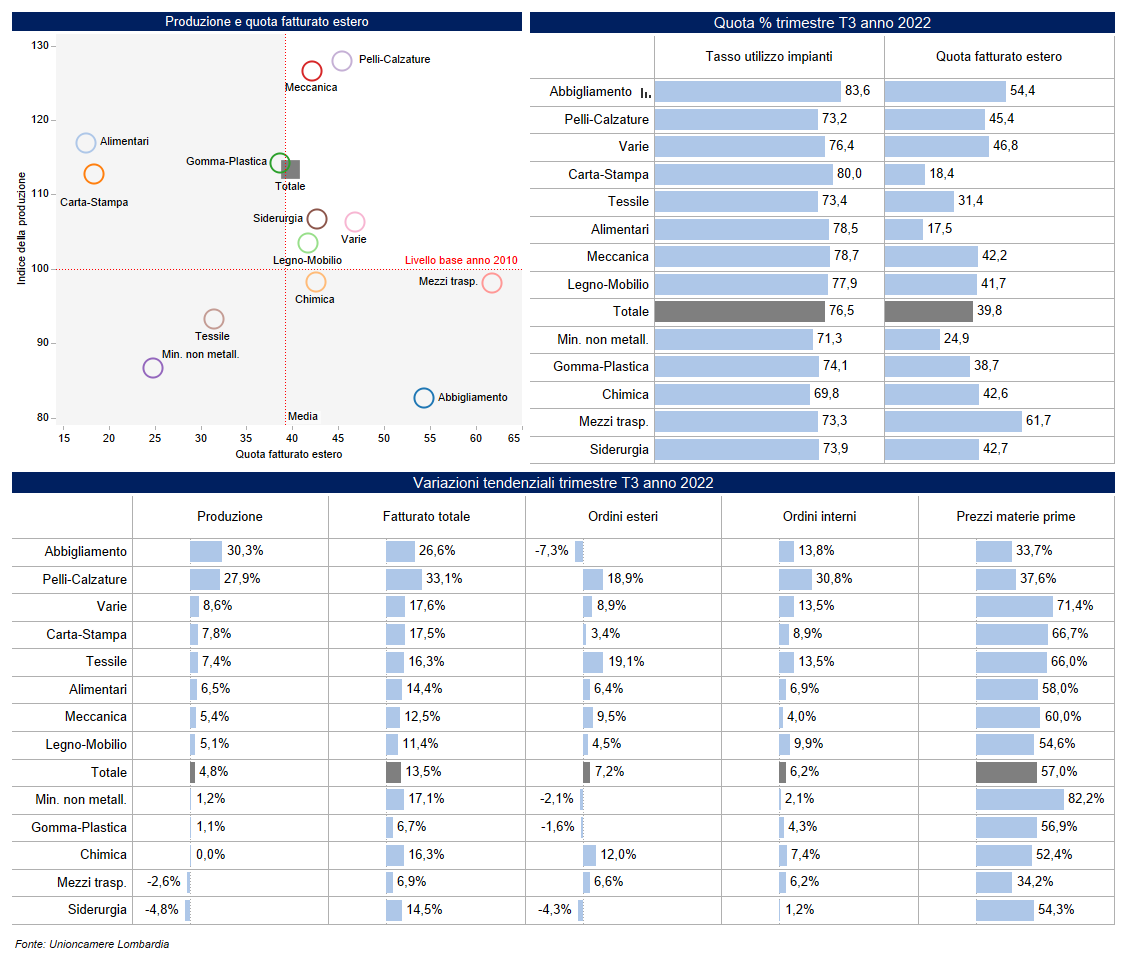 Produzione e quota fatturato estero
130
120
110
100
90
80
Indice della produzione
Pelli-Calzature
Meccanica
Alimentari
Gomma-Plastica
Totale
Carta-Stampa
Siderurgia
Varie
Legno-Mobilio
Livello base anno 2010
Mezzi trasp.
Chimica
Tessile
Min. non metall.
Abbigliamento
Media
15 20 25 30 35 40 45 50 55 60 65
Quota fatturato estero
Quota % trimestre T3 anno 2022
Tasso utilizzo impianti Quota fatturato estero
Abbigliamento 83,6 54,4
Pelli-Calzature 73,2 45,4
Varie 76,4 46,8
Carta-Stampa 80,0 18,4
Tessile 73,4 31,4
Alimentari 78,5 17,5
Meccanica 78,7 42,2
Legno-Mobilio 77,9 41,7
Totale 76,5 39,8
Min. non metall. 71,3 24,9
Gomma-Plastica 74,1 38,7
Chimica 69,8 42,6
Mezzi trasp. 73,3 61,7
Siderurgia 73,9 42,7
Variazioni tendenziali trimestre T3 anno 2022
Produzione Fatturato totale Ordini esteri Ordini interni Prezzi materie prime
Abbigliamento 30,3% 26,6% -7,3% 13,8% 33,7%
Pelli-Calzature 27,9% 33,1% 18,9% 30,8% 37,6%
Varie 8,6% 17,6% 8,9% 13,5% 71,4%
Carta-Stampa 7,8% 17,5% 3,4% 8,9% 66,7%
Tessile 7,4% 16,3% 19,1% 13,5% 66,0%
Alimentari 6,5% 14,4% 6,4% 6,9% 58,0%
Meccanica 5,4% 12,5% 9,5% 4,0% 60,0%
Legno-Mobilio 5,1% 11,4% 4,5% 9,9% 54,6%
Totale 4,8% 13,5% 7,2% 6,2% 57,0%
Min. non metall. 1,2% 17,1% -2,1% 2,1% 82,2%
Gomma-Plastica 1,1% 6,7% -1,6% 4,3% 56,9%
Chimica 0,0% 16,3% 12,0% 7,4% 52,4%
Mezzi trasp. -2,6% 6,9% 6,6% 6,2% 34,2%
Siderurgia -4,8% 14,5% -4,3% 1,2% 54,3%
Fonte: Unioncamere Lombardia